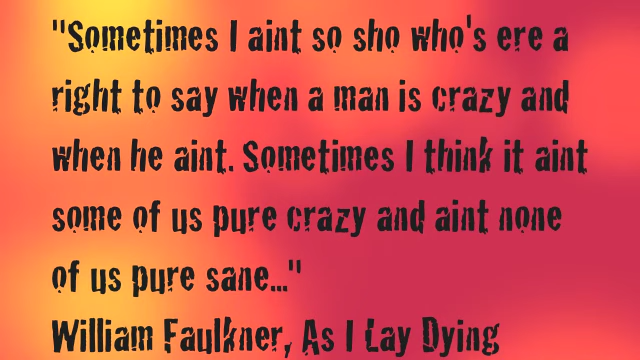 "Sometimes I aint so sho who's ere a
right to say when a man is crazy and
when he aint. Sometimes I think it aint
some of us pure crazy and aint none
of us pure sane..."
William Faulkner, As I Lay Dying